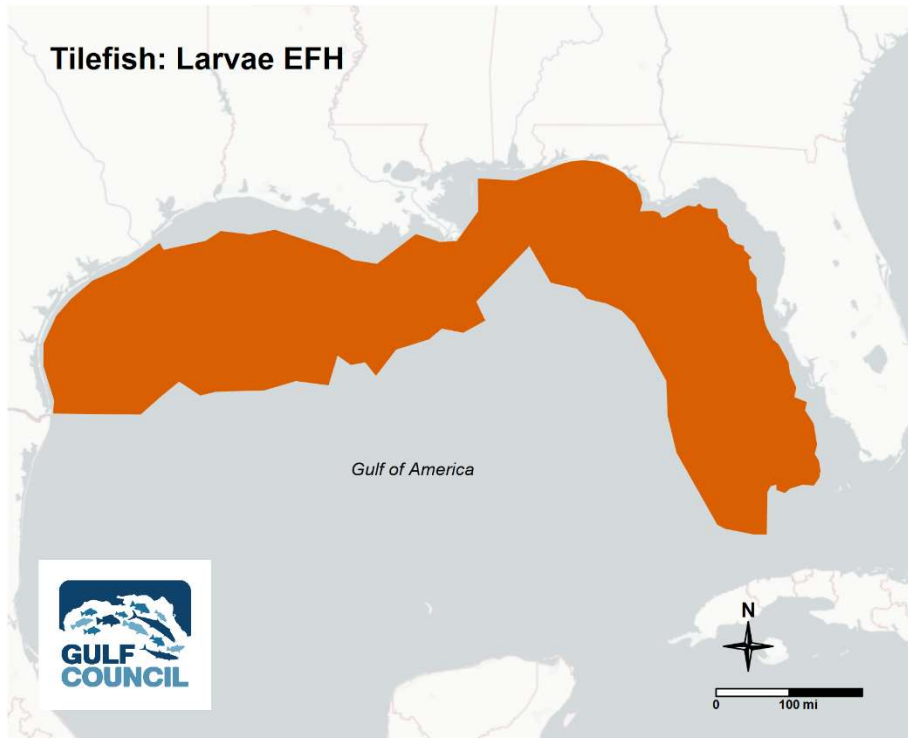 Tilefish: Larvae EFH
Gulf of America
GULF
COUNCIL
N
0 100 mi